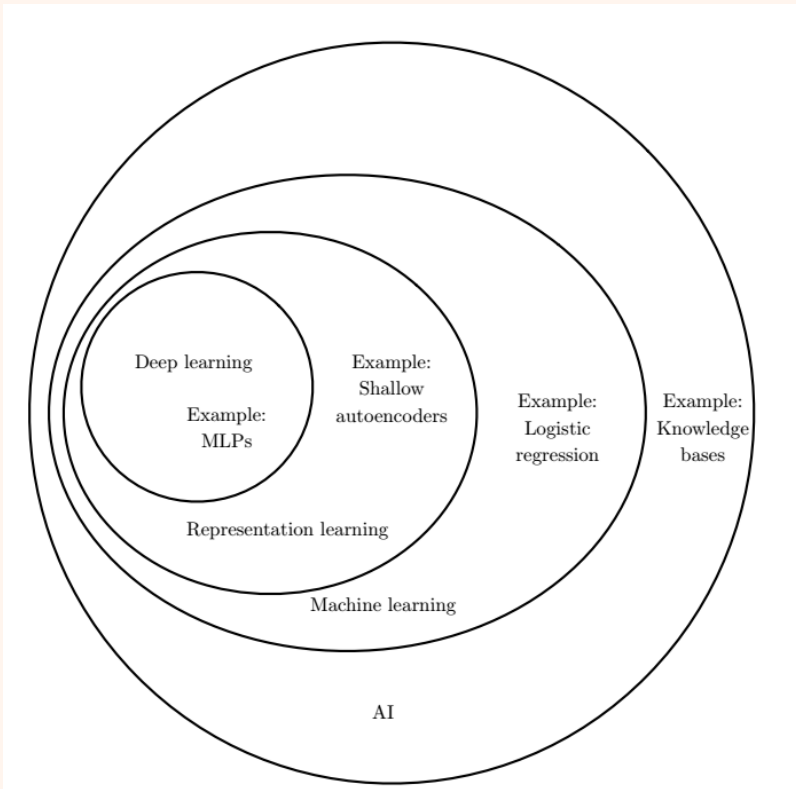 Deep learning
Example:
MLPs
Example:
Shallow
autoencoders
Example:
Logistic
regression
Example:
Knowledge
bases
Representation learning
Machine learning
AI